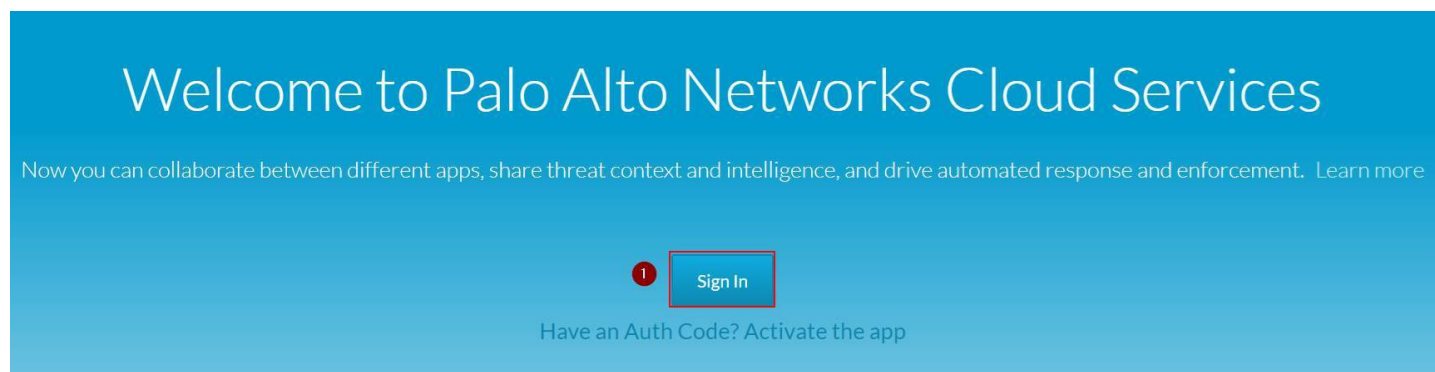 Welcome to Palo Alto Networks Cloud Services
Now you can collaborate between different apps, share threat context and intelligence, and drive automated response and enforcement. Learn more
1 Sign In
Have an Auth Code? Activate the app